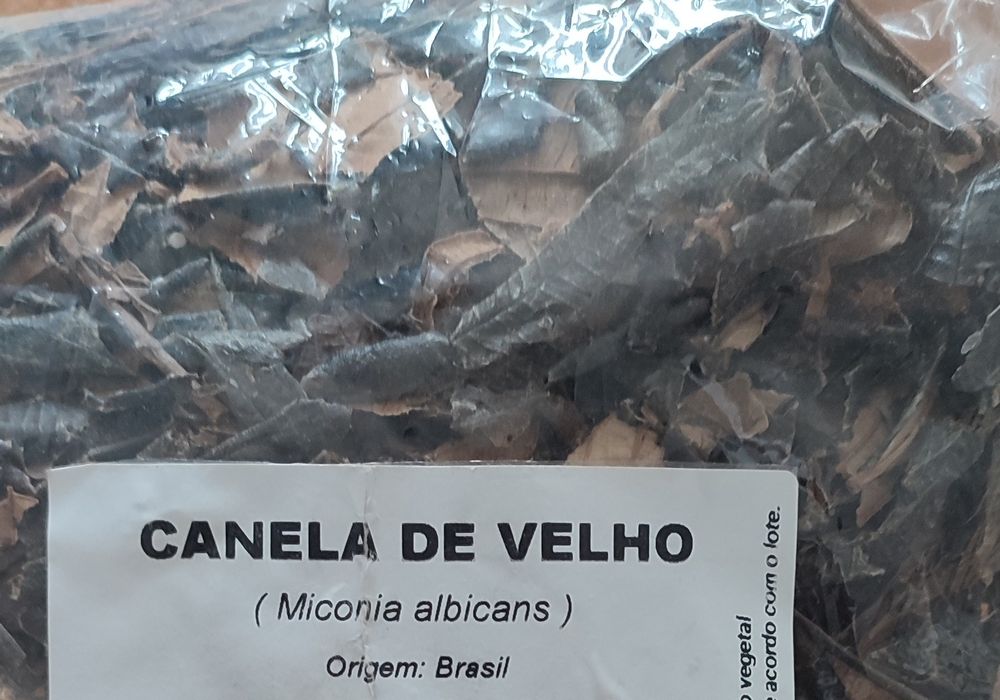 CANELA DE VELHO
( Miconia albicans )
Origem: Brasil
vegetal
acordo com o lote.